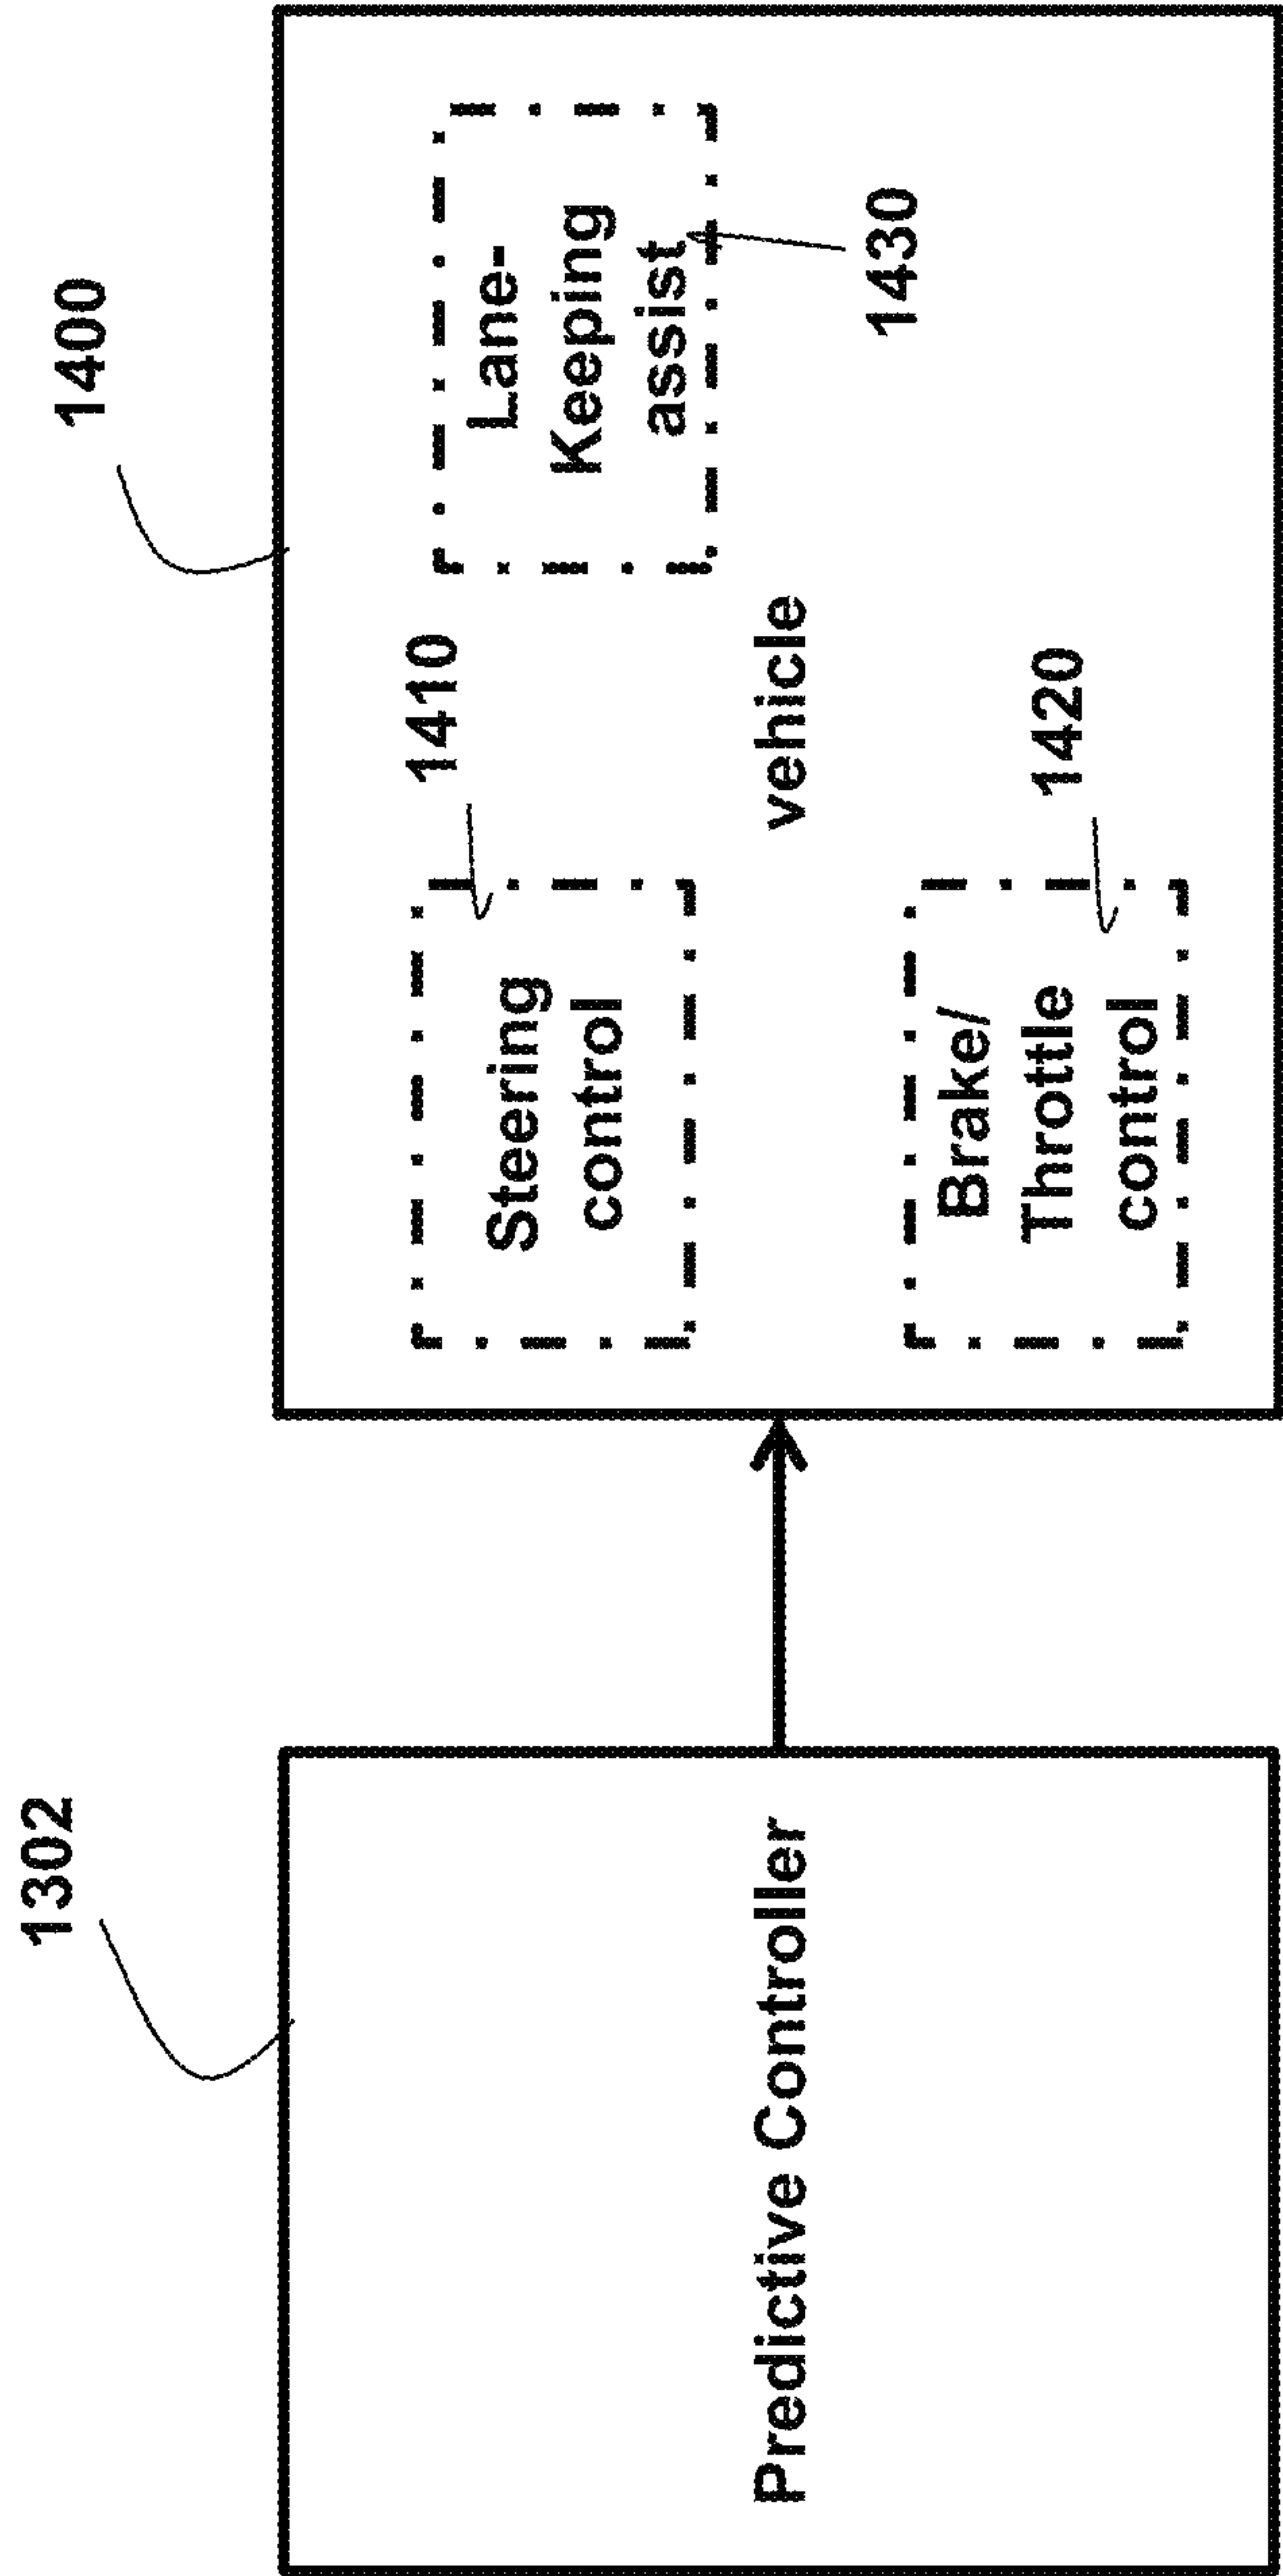 1302
1400
Predictive Controller
Steering
control
1410
Lane-
Keeping
assist
1430
vehicle
Brake/
Throttle
control
1420